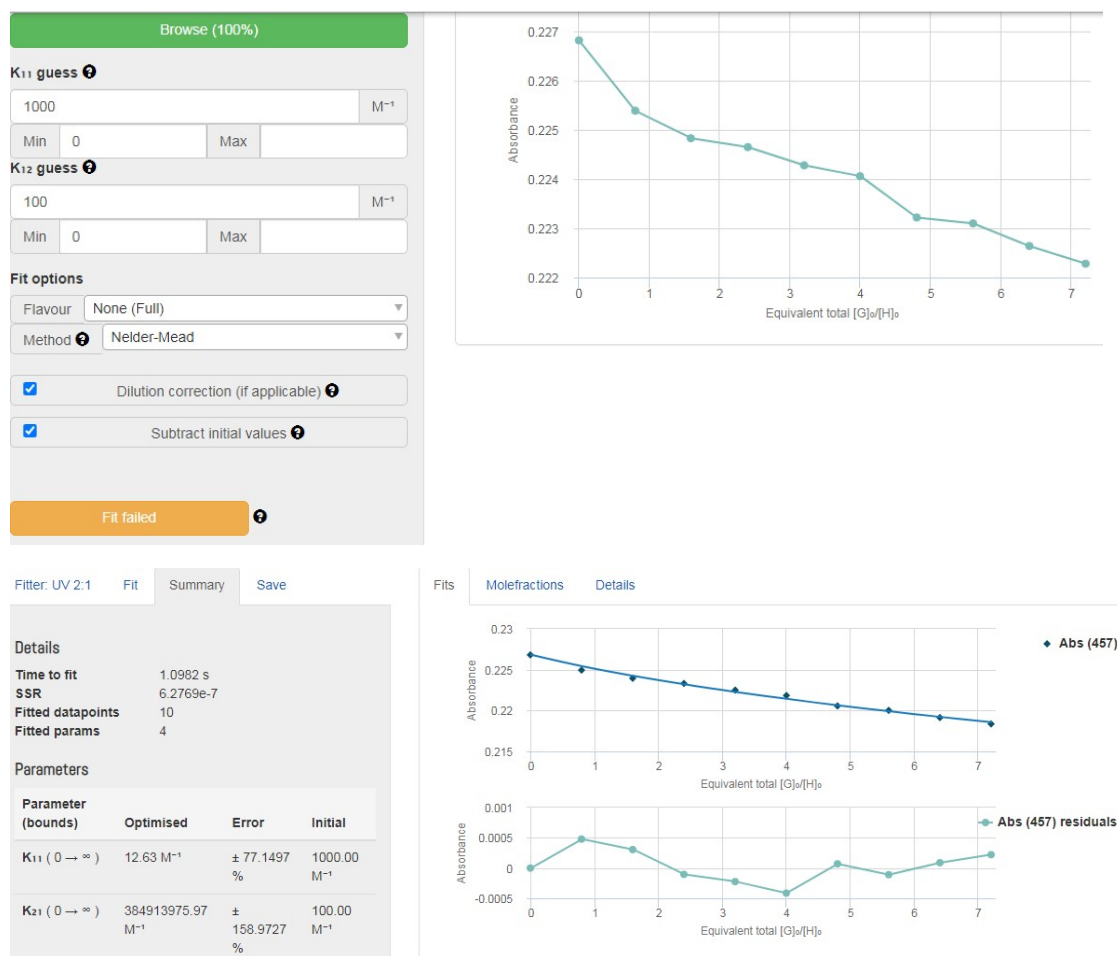 Browse (100%)
K₁₁ guess ?
1000 M⁻¹
Min 0 Max
K₁₂ guess ?
100 M⁻¹
Min 0 Max
Fit options
Flavour None (Full)
Method ? Nelder-Mead
Dilution correction (if applicable) ?
Subtract initial values ?
Fit failed ?
0.227
0.226
0.225
0.224
0.223
0.222
Absorbance
0 1 2 3 4 5 6 7
Equivalent total [G]₀/[H]₀
Fitter: UV 2:1 Fit Summary Save
Details
Time to fit 1.0982 s
SSR 6.2769e-7
Fitted datapoints 10
Fitted params 4
Parameters
Parameter
(bounds) Optimised Error Initial
K₁₁ ( 0 → ∞ ) 12.63 M⁻¹ ± 77.1497 1000.00
% M⁻¹
K₂₁ ( 0 → ∞ ) 384913975.97 ± 100.00
M⁻¹ 158.9727 M⁻¹
%
Fits Molefractions Details
0.23
0.225
0.22
0.215
Absorbance
0 1 2 3 4 5 6 7
Equivalent total [G]₀/[H]₀
Abs (457)
0.001
0.0005
0
-0.0005
Absorbance
0 1 2 3 4 5 6 7
Equivalent total [G]₀/[H]₀
Abs (457) residuals